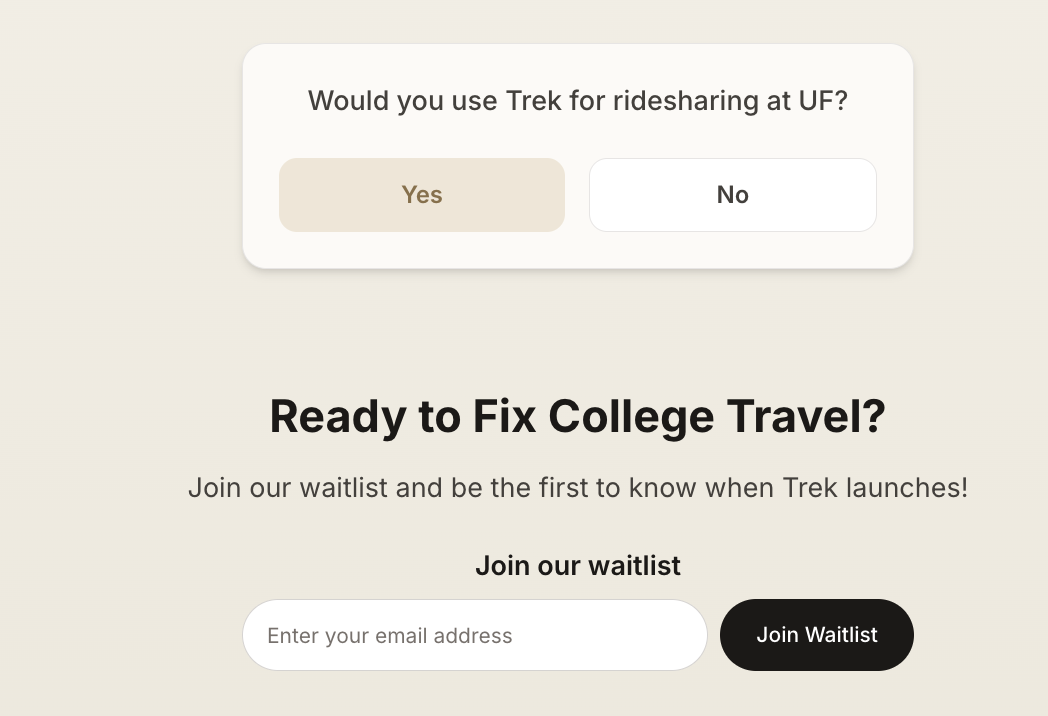 Would you use Trek for ridesharing at UF?
Yes
No
Ready to Fix College Travel?
Join our waitlist and be the first to know when Trek launches!
Join our waitlist
Enter your email address
Join Waitlist